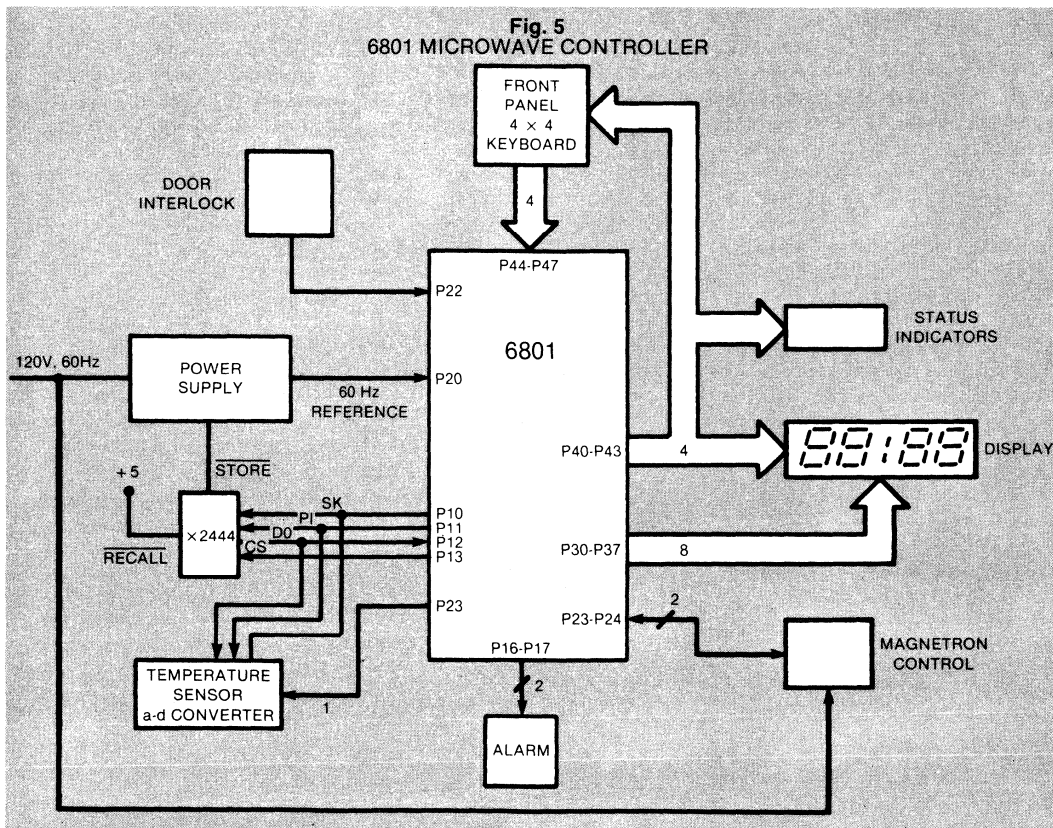 Fig. 5
6801 MICROWAVE CONTROLLER
FRONT
PANEL
4 × 4
KEYBOARD
DOOR
INTERLOCK
4
P44-P47
P22
6801
STATUS
INDICATORS
120V, 60Hz
POWER
SUPPLY
60 Hz
REFERENCE
P20
P40-P43
4
DISPLAY
88:88
STORE
+5
SK
P10
PI
P11
D0
P12
CS
P13
×2444
RECALL
P30-P37
8
P23
P23-P24
2
MAGNETRON
CONTROL
P16-P17
2
TEMPERATURE
SENSOR
a-d CONVERTER
1
ALARM